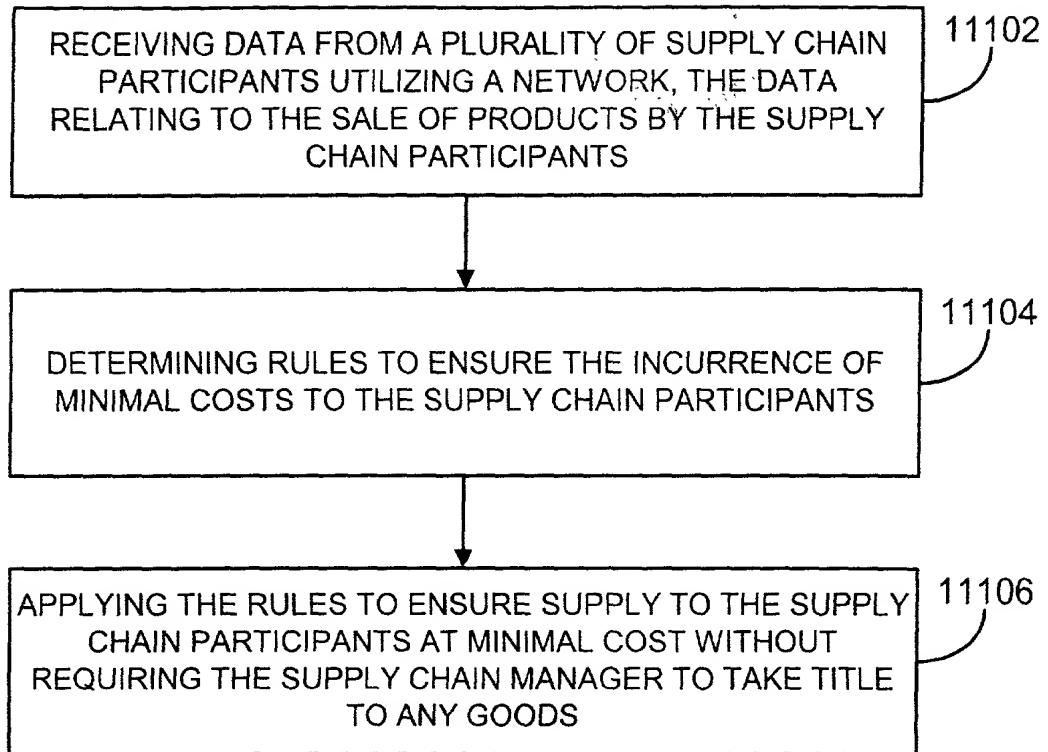 RECEIVING DATA FROM A PLURALITY OF SUPPLY CHAIN
PARTICIPANTS UTILIZING A NETWORK, THE DATA
RELATING TO THE SALE OF PRODUCTS BY THE SUPPLY
CHAIN PARTICIPANTS
11102
DETERMINING RULES TO ENSURE THE INCURRENCE OF
MINIMAL COSTS TO THE SUPPLY CHAIN PARTICIPANTS
11104
APPLYING THE RULES TO ENSURE SUPPLY TO THE SUPPLY
CHAIN PARTICIPANTS AT MINIMAL COST WITHOUT
REQUIRING THE SUPPLY CHAIN MANAGER TO TAKE TITLE
TO ANY GOODS
11106